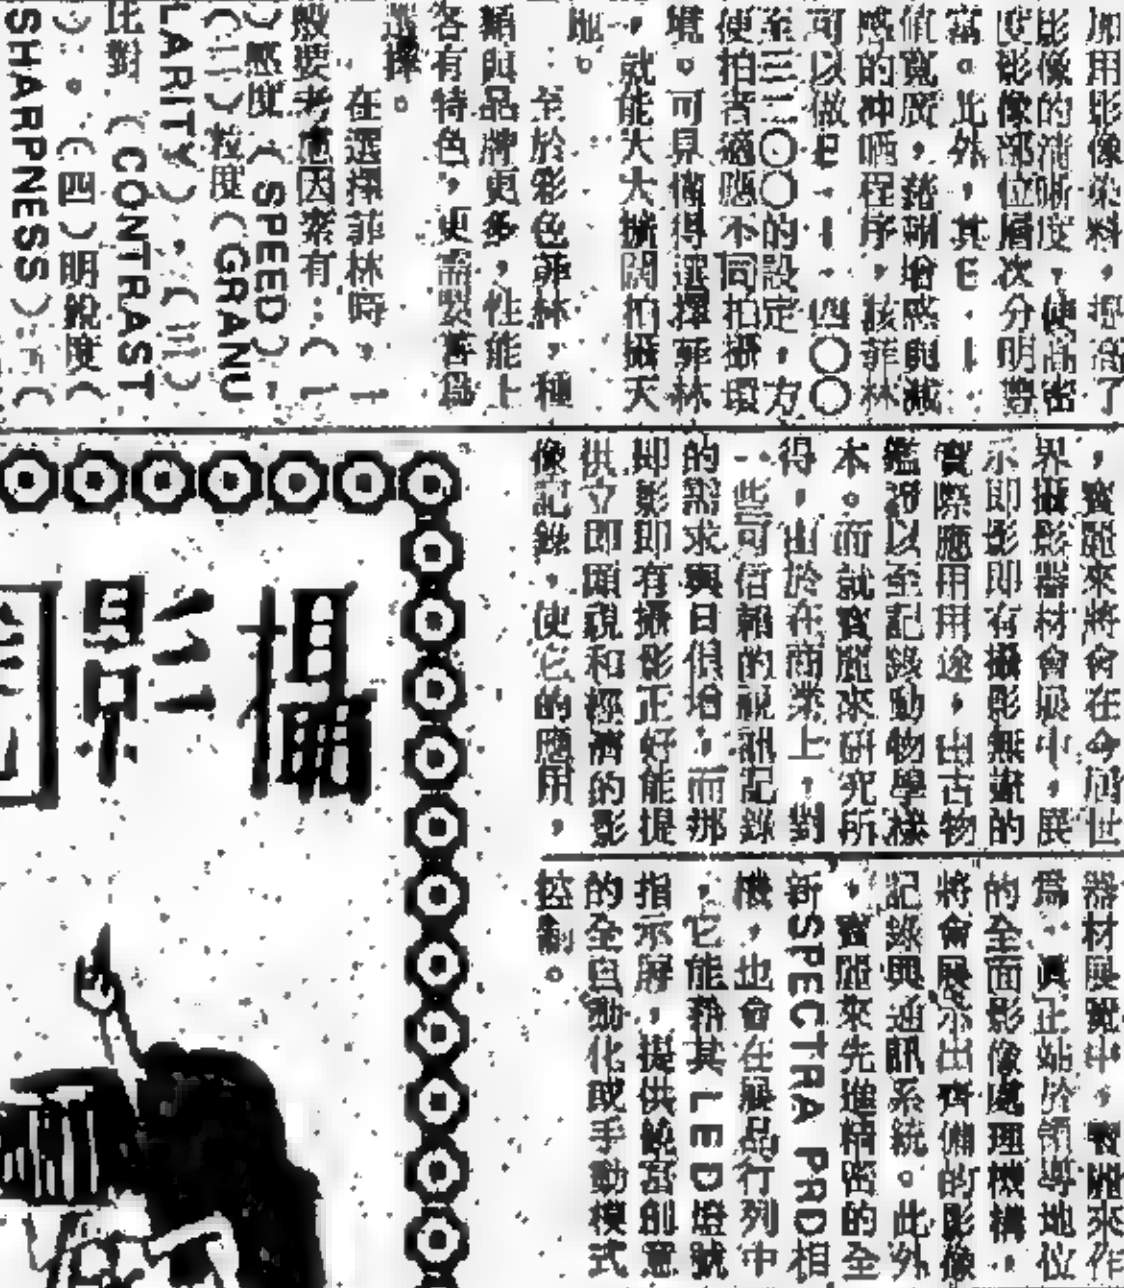 加用影像染料,提高了
影像的清晰度,使高密
度影像部位層次分明豐
富。此外,其E.I.
值寬廣,
感的冲晒程序,該菲林
可以做E.I.四〇〇
至三二〇〇的設定,方
便拍者適應不同拍攝環
境。可見懂得選擇菲林
,就能大大擴闊拍攝天
地。
至於彩色菲林,種
類與品牌更多,性能上
各有特色,更需要善為
選擇。
在選擇菲林時,一
般要考慮因素有:(一
)感度(SPEED)、
(二)粒度(GRANU
LARITY)、(三)
比對(CONTRAST
)。(四)明銳度(
SHARPNESS):(
,寶麗來將會在今屆世
界攝影器材會展中,展
示即影即有攝影無數的
實際應用用途,由古物
鑑證以至記錄動物學樣
本。而就寶麗來研究所
得,由於在商業上,對
一些可信賴的視訊記錄
的需求與日俱增,而那
即影即有攝影正好能提
供立即顯視和經濟的影
像記錄,使它的應用,
器材展覽中,寶麗來作
為一真正站於領導地位
的全面影像處理機構,
將會展示出齊備的影像
記錄與通訊系統。此外
,寶麗來先進精密的全
新SPECTRA PRO相
機,也會在展品行列中
,它能藉其 LED燈號
指示屏,提供饒富創意
的全自動化或手動模式
控制。
攝影